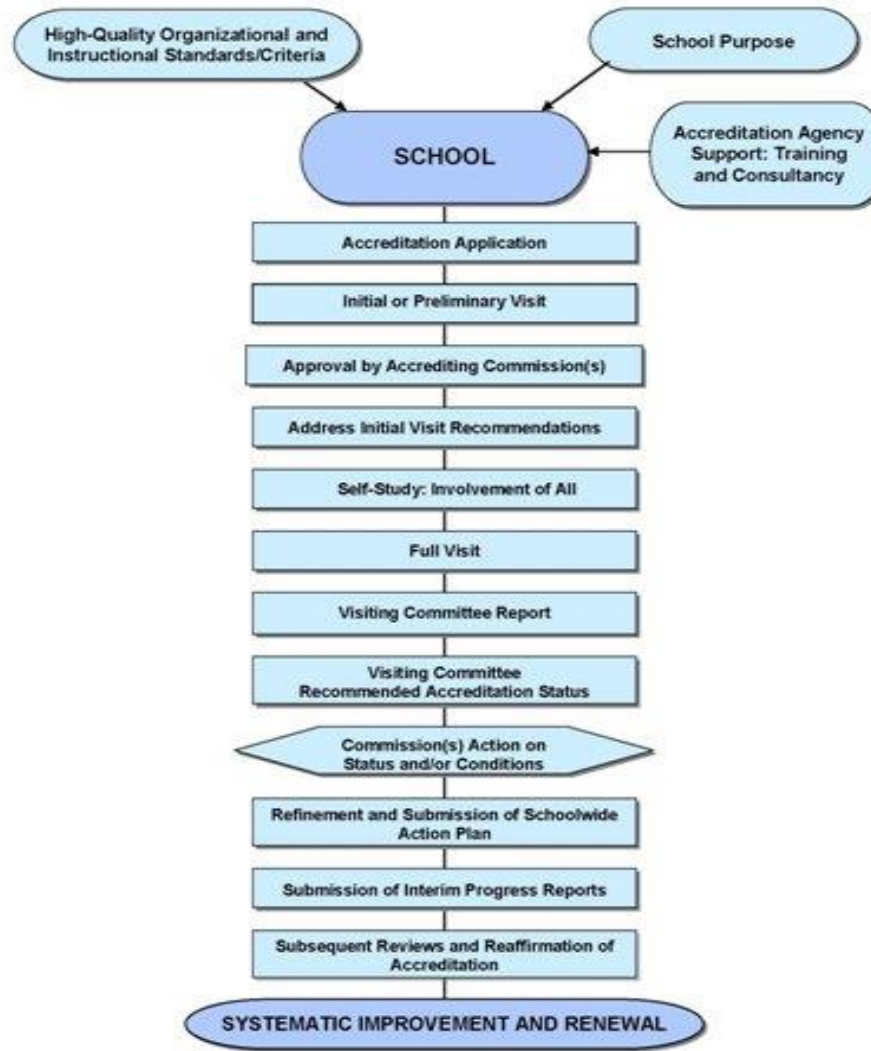 High-Quality Organizational and
Instructional Standards/Criteria
School Purpose
SCHOOL
Accreditation Agency
Support: Training
and Consultancy
Accreditation Application
Initial or Preliminary Visit
Approval by Accrediting Commission(s)
Address Initial Visit Recommendations
Self-Study: Involvement of All
Full Visit
Visiting Committee Report
Visiting Committee
Recommended Accreditation Status
Commission(s) Action on
Status and/or Conditions
Refinement and Submission of Schoolwide
Action Plan
Submission of Interim Progress Reports
Subsequent Reviews and Reaffirmation of
Accreditation
SYSTEMATIC IMPROVEMENT AND RENEWAL